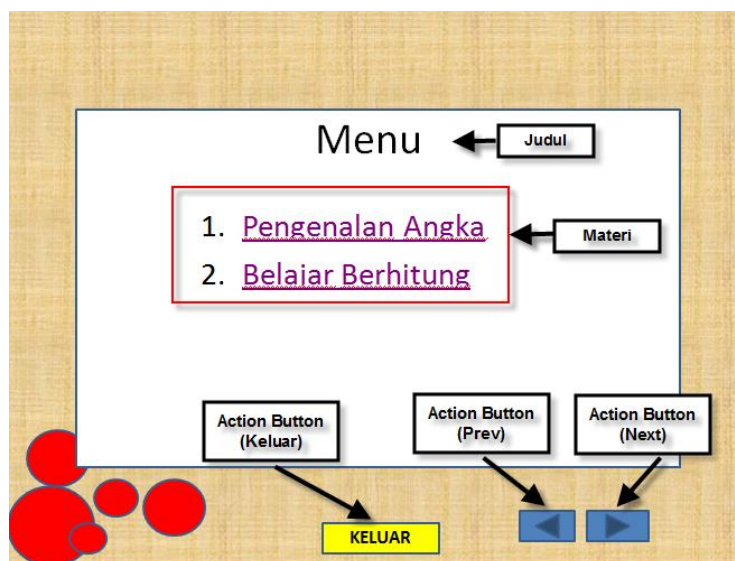 Menu
Judul
1. Pengenalan Angka
Materi
2. Belajar Berhitung
Action Button
(Keluar)
Action Button
(Prev)
Action Button
(Next)
KELUAR